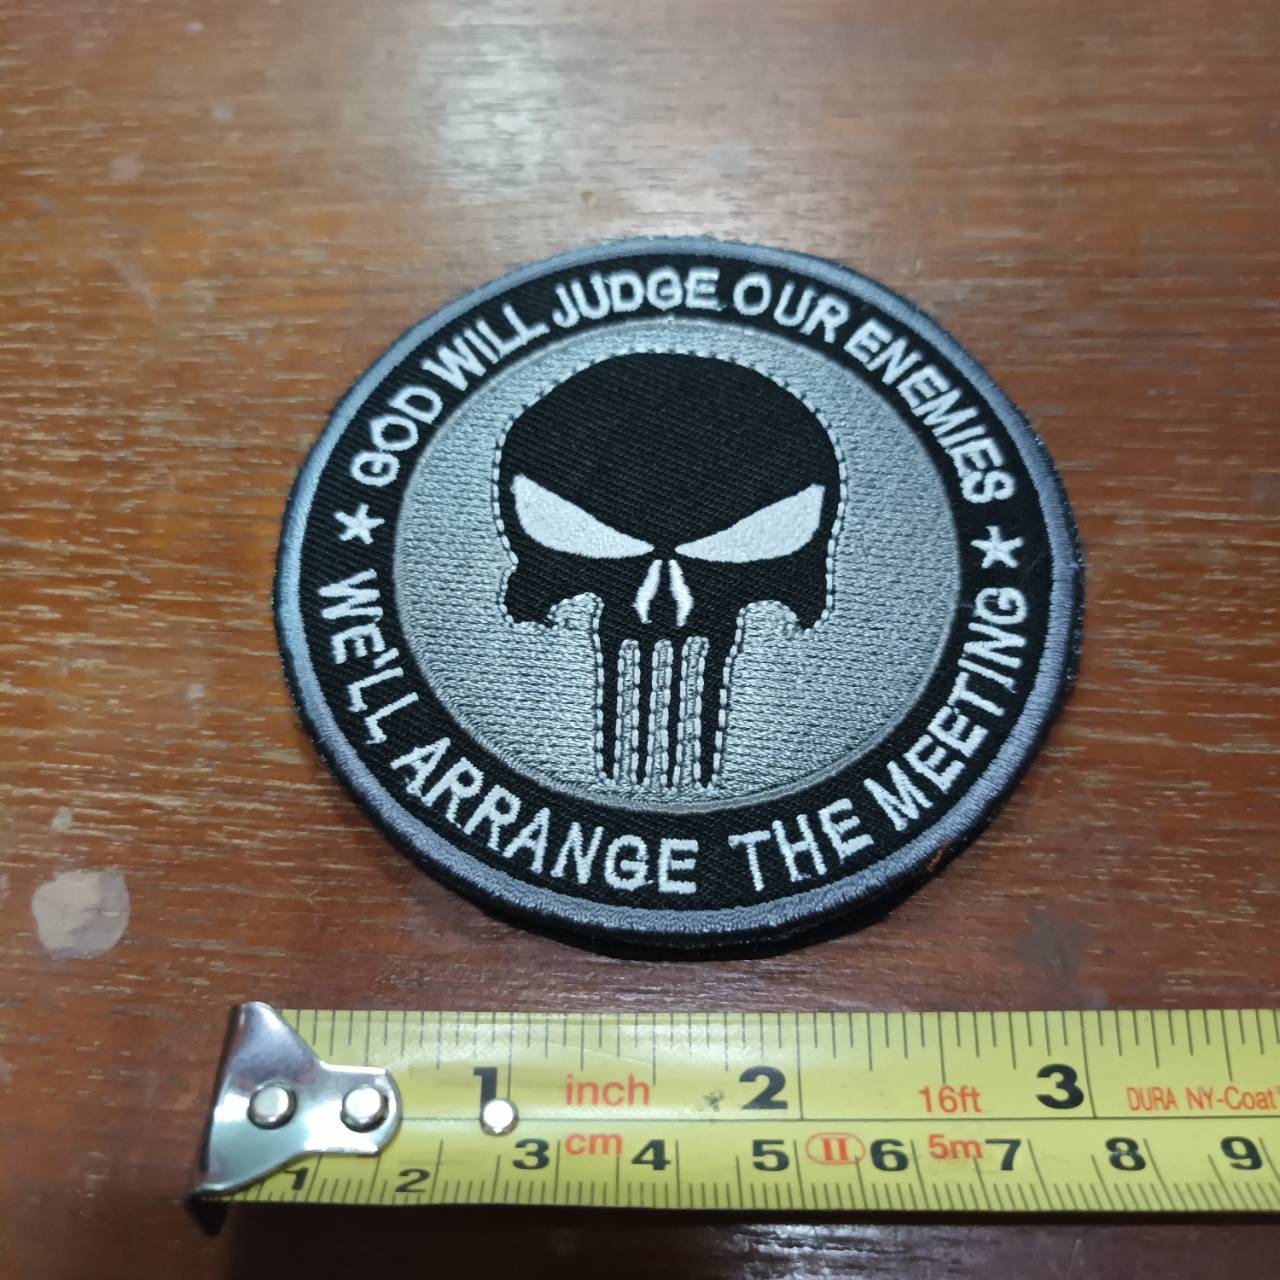 GOD WILL JUDGE OUR ENEMIES
★ WE'LL ARRANGE THE MEETING ★
1 inch 2 16ft 3 DURA NY-Coat
1 2 3 cm 4 5 II 6 5m 7 8 9